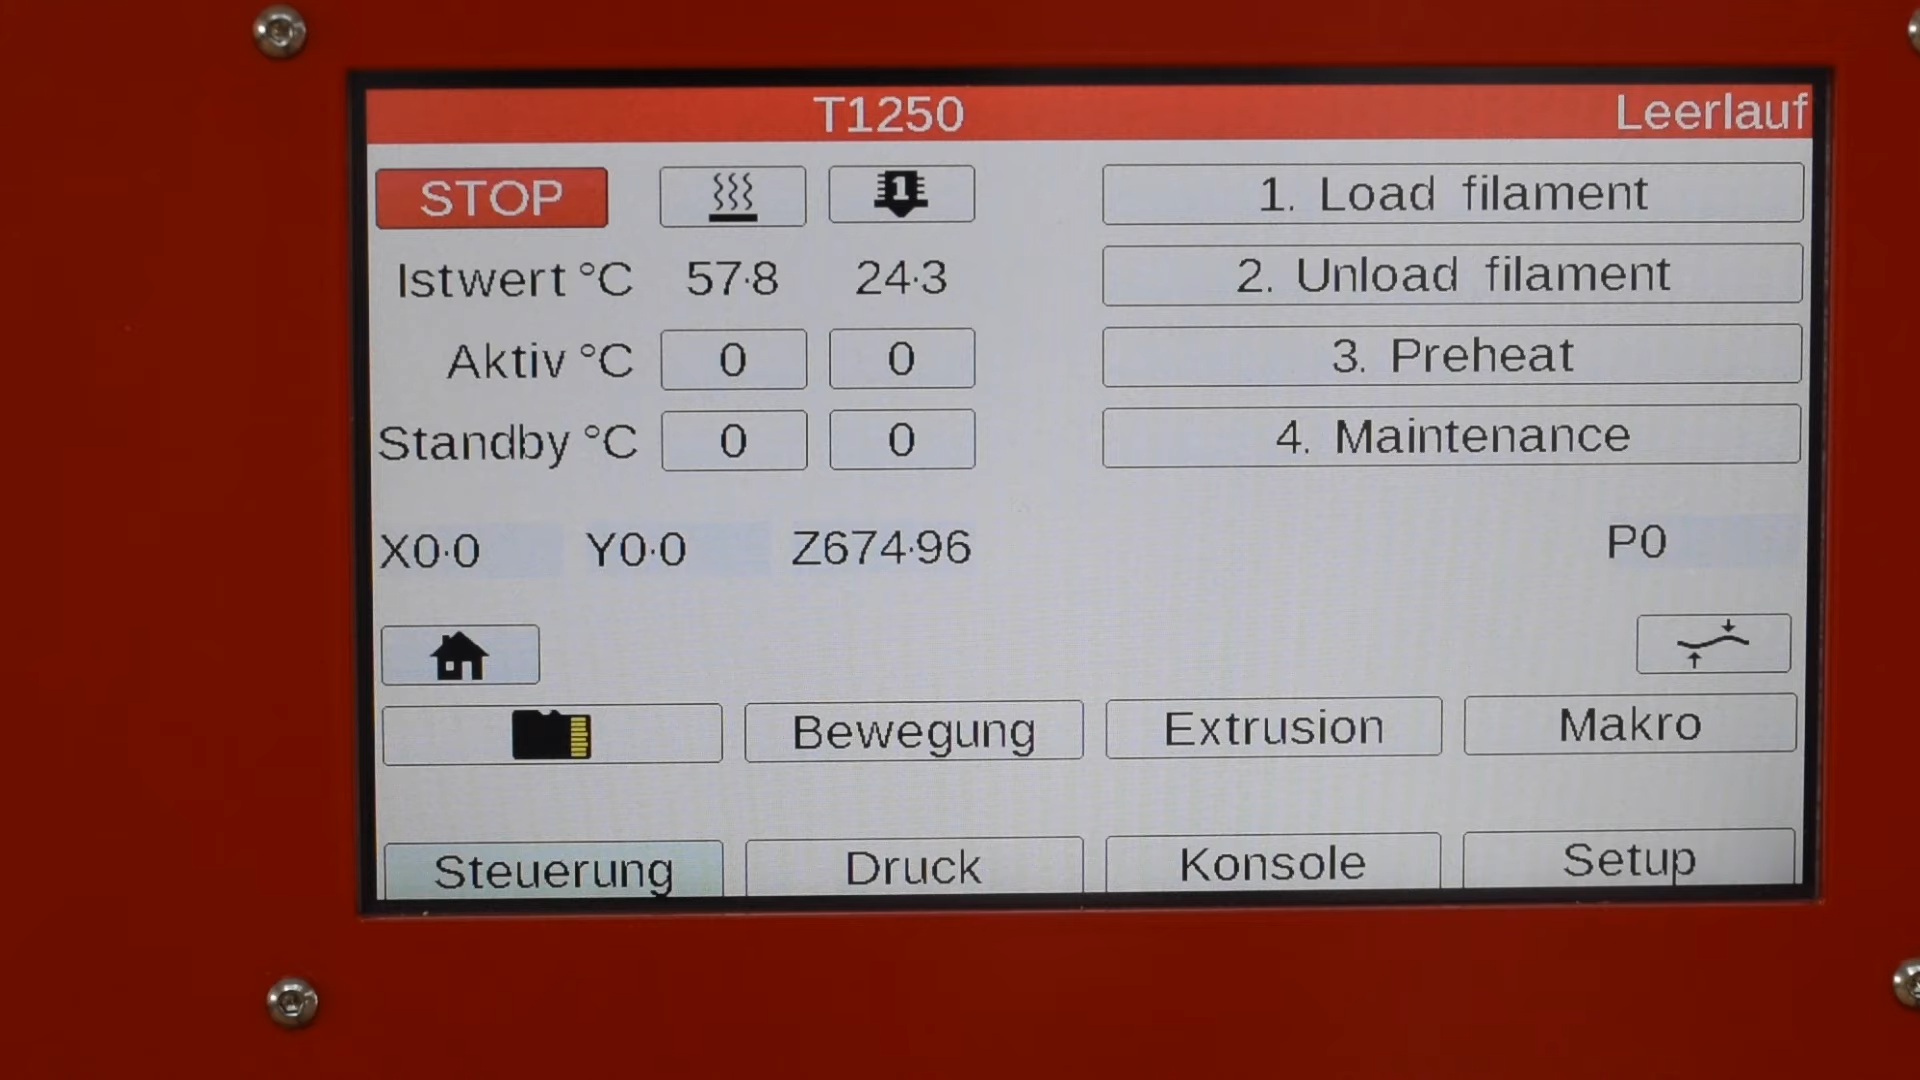 T1250 Leerlauf
STOP 1 1. Load filament
Istwert °C 57·8 24·3 2. Unload filament
Aktiv °C 0 0 3. Preheat
Standby °C 0 0 4. Maintenance
X0·0 Y0·0 Z674·96 P0
Bewegung Extrusion Makro
Steuerung Druck Konsole Setup